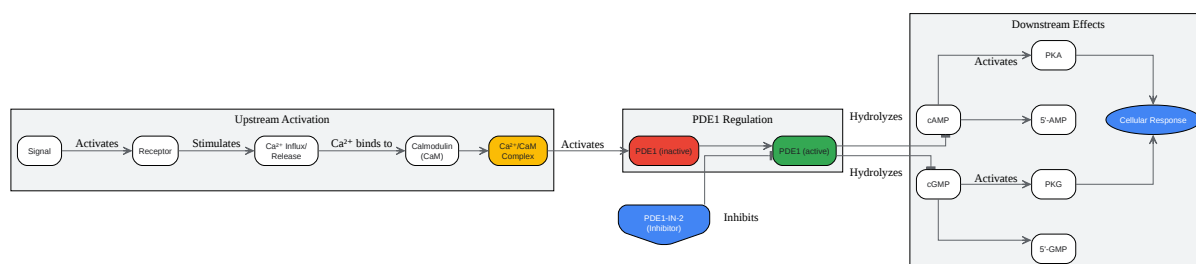 Upstream Activation
Signal
Activates
Receptor
Stimulates
Ca²⁺ Influx/
Release
Ca²⁺ binds to
Calmodulin
(CaM)
Ca²⁺/CaM
Complex
Activates
PDE1 Regulation
PDE1 (inactive)
PDE1 (active)
PDE1-IN-2
(Inhibitor)
Inhibits
Hydrolyzes
Hydrolyzes
Downstream Effects
cAMP
Activates
PKA
5'-AMP
Cellular Response
cGMP
Activates
PKG
5'-GMP